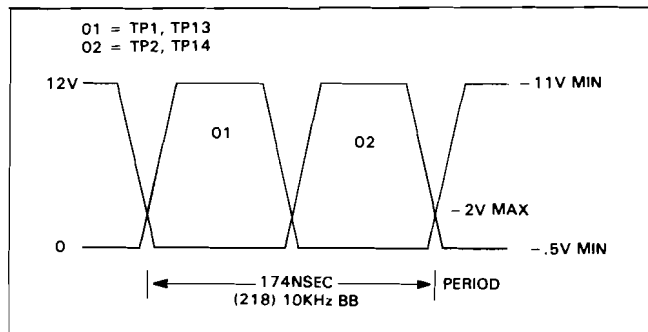 01 = TP1, TP13
02 = TP2, TP14
12V
-11V MIN
01
02
-2V MAX
0
-.5V MIN
174NSEC
PERIOD
(218) 10KHz BB